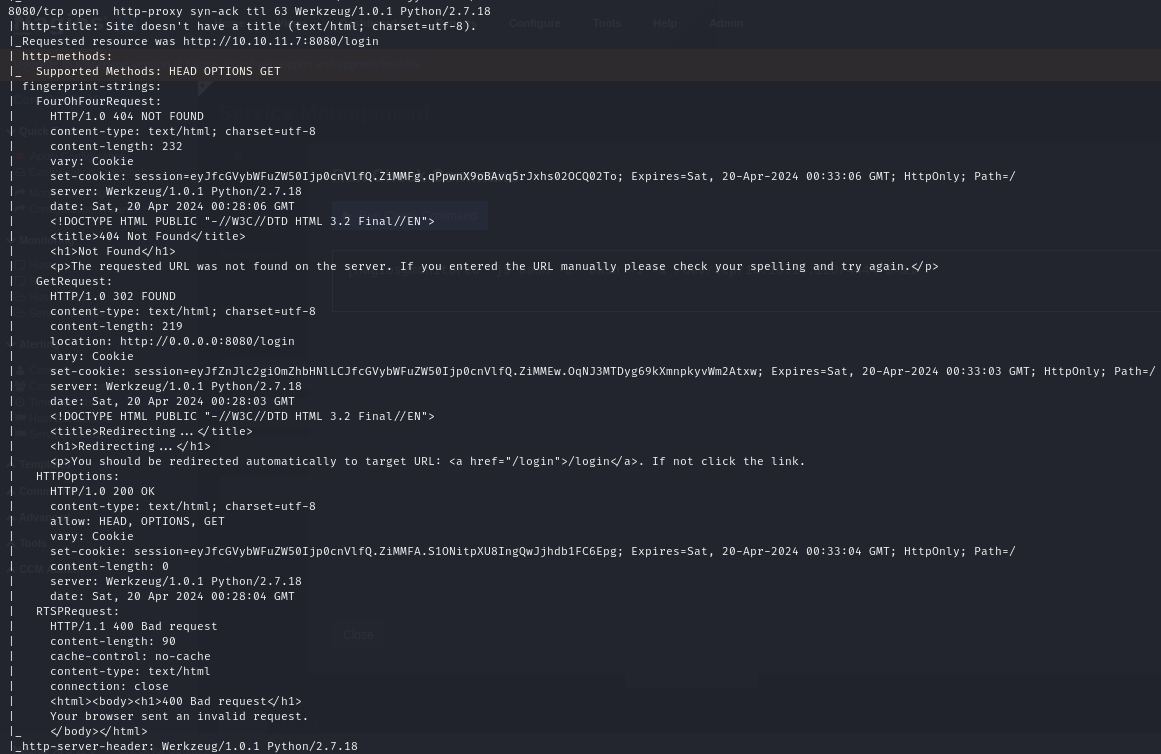 8080/tcp open  http-proxy syn-ack ttl 63 Werkzeug/1.0.1 Python/2.7.18
| http-title: Site doesn't have a title (text/html; charset=utf-8).
|_Requested resource was http://10.10.11.7:8080/login
| http-methods:
|_  Supported Methods: HEAD OPTIONS GET
| fingerprint-strings:
|   FourOhFourRequest:
|     HTTP/1.0 404 NOT FOUND
|     content-type: text/html; charset=utf-8
|     content-length: 232
|     vary: Cookie
|     set-cookie: session=eyJfcGVybWFuZW50Ijp0cnVlfQ.ZiMMFg.qPpwnX9oBAvq5rJxhs02OCQ02To; Expires=Sat, 20-Apr-2024 00:33:06 GMT; HttpOnly; Path=/
|     server: Werkzeug/1.0.1 Python/2.7.18
|     date: Sat, 20 Apr 2024 00:28:06 GMT
|     <!DOCTYPE HTML PUBLIC "-//W3C//DTD HTML 3.2 Final//EN">
|     <title>404 Not Found</title>
|     <h1>Not Found</h1>
|     <p>The requested URL was not found on the server. If you entered the URL manually please check your spelling and try again.</p>
|   GetRequest:
|     HTTP/1.0 302 FOUND
|     content-type: text/html; charset=utf-8
|     content-length: 219
|     location: http://0.0.0.0:8080/login
|     vary: Cookie
|     set-cookie: session=eyJfZnJlc2giOmZhbHNlLCJfcGVybWFuZW50Ijp0cnVlfQ.ZiMMEw.OqNJ3MTDyg69kXmnpkyvWm2Atxw; Expires=Sat, 20-Apr-2024 00:33:03 GMT; HttpOnly; Path=/
|     server: Werkzeug/1.0.1 Python/2.7.18
|     date: Sat, 20 Apr 2024 00:28:03 GMT
|     <!DOCTYPE HTML PUBLIC "-//W3C//DTD HTML 3.2 Final//EN">
|     <title>Redirecting...</title>
|     <h1>Redirecting...</h1>
|     <p>You should be redirected automatically to target URL: <a href="/login">/login</a>. If not click the link.
|   HTTPOptions:
|     HTTP/1.0 200 OK
|     content-type: text/html; charset=utf-8
|     allow: HEAD, OPTIONS, GET
|     vary: Cookie
|     set-cookie: session=eyJfcGVybWFuZW50Ijp0cnVlfQ.ZiMMFA.S1ONitpXU8IngQwJjhdb1FC6Epg; Expires=Sat, 20-Apr-2024 00:33:04 GMT; HttpOnly; Path=/
|     content-length: 0
|     server: Werkzeug/1.0.1 Python/2.7.18
|     date: Sat, 20 Apr 2024 00:28:04 GMT
|   RTSPRequest:
|     HTTP/1.1 400 Bad request
|     content-length: 90
|     cache-control: no-cache
|     content-type: text/html
|     connection: close
|     <html><body><h1>400 Bad request</h1>
|     Your browser sent an invalid request.
|_    </body></html>
|_http-server-header: Werkzeug/1.0.1 Python/2.7.18
Configure
Tools
Help
Admin
Service Management
Close